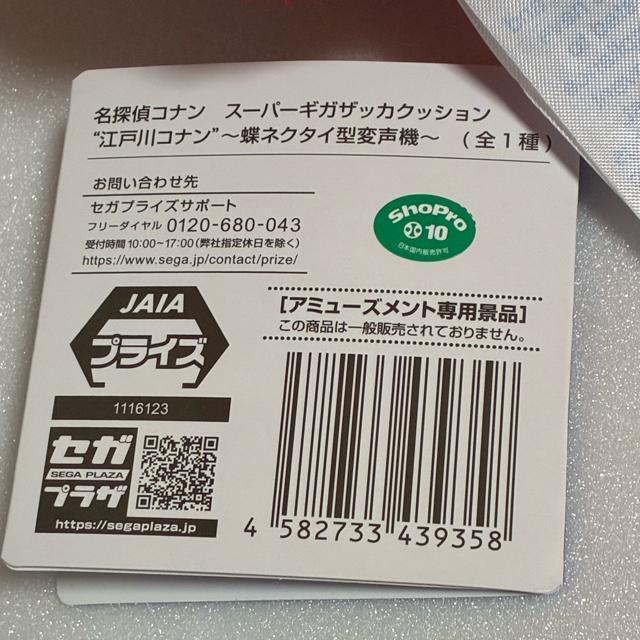 名探偵コナン　スーパーギガザッカクッション
“江戸川コナン”～蝶ネクタイ型変声機～　(全1種)
お問い合わせ先
セガプライズサポート
フリーダイヤル 0120-680-043
受付時間 10:00~17:00(弊社指定休日を除く)
https://www.sega.jp/contact/prize/
ShoPro
10
日本国内販売許可
JAIA
プライズ
[アミューズメント専用景品]
この商品は一般販売されておりません。
1116123
セガ
SEGA PLAZA
プラザ
https://segaplaza.jp
4 582733 439358